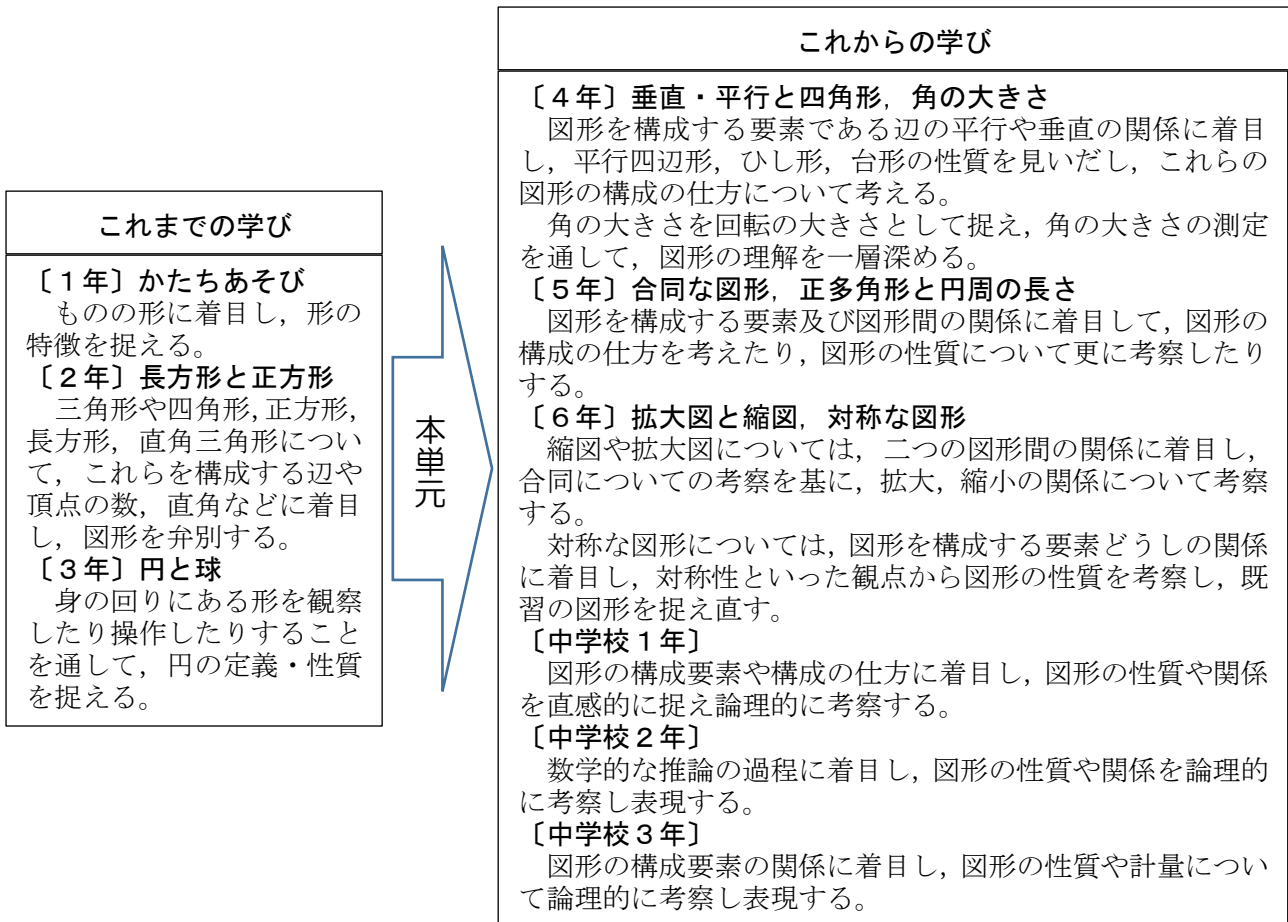 これまでの学び
〔1年〕かたちあそび
ものの形に着目し，形の
特徴を捉える。
〔2年〕長方形と正方形
三角形や四角形，正方形，
長方形，直角三角形につい
て，これらを構成する辺や
頂点の数，直角などに着目
し，図形を弁別する。
〔3年〕円と球
身の回りにある形を観察
したり操作したりすること
を通して，円の定義・性質
を捉える。
本単元
これからの学び
〔4年〕垂直・平行と四角形，角の大きさ
図形を構成する要素である辺の平行や垂直の関係に着目
し，平行四辺形，ひし形，台形の性質を見いだし，これらの
図形の構成の仕方について考える。
角の大きさを回転の大きさとして捉え，角の大きさの測定
を通して，図形の理解を一層深める。
〔5年〕合同な図形，正多角形と円周の長さ
図形を構成する要素及び図形間の関係に着目して，図形の
構成の仕方を考えたり，図形の性質について更に考察したり
する。
〔6年〕拡大図と縮図，対称な図形
縮図や拡大図については，二つの図形間の関係に着目し，
合同についての考察を基に，拡大，縮小の関係について考察
する。
対称な図形については，図形を構成する要素どうしの関係
に着目し，対称性といった観点から図形の性質を考察し，既
習の図形を捉え直す。
〔中学校1年〕
図形の構成要素や構成の仕方に着目し，図形の性質や関係
を直感的に捉え論理的に考察する。
〔中学校2年〕
数学的な推論の過程に着目し，図形の性質や関係を論理的
に考察し表現する。
〔中学校3年〕
図形の構成要素の関係に着目し，図形の性質や計量につい
て論理的に考察し表現する。